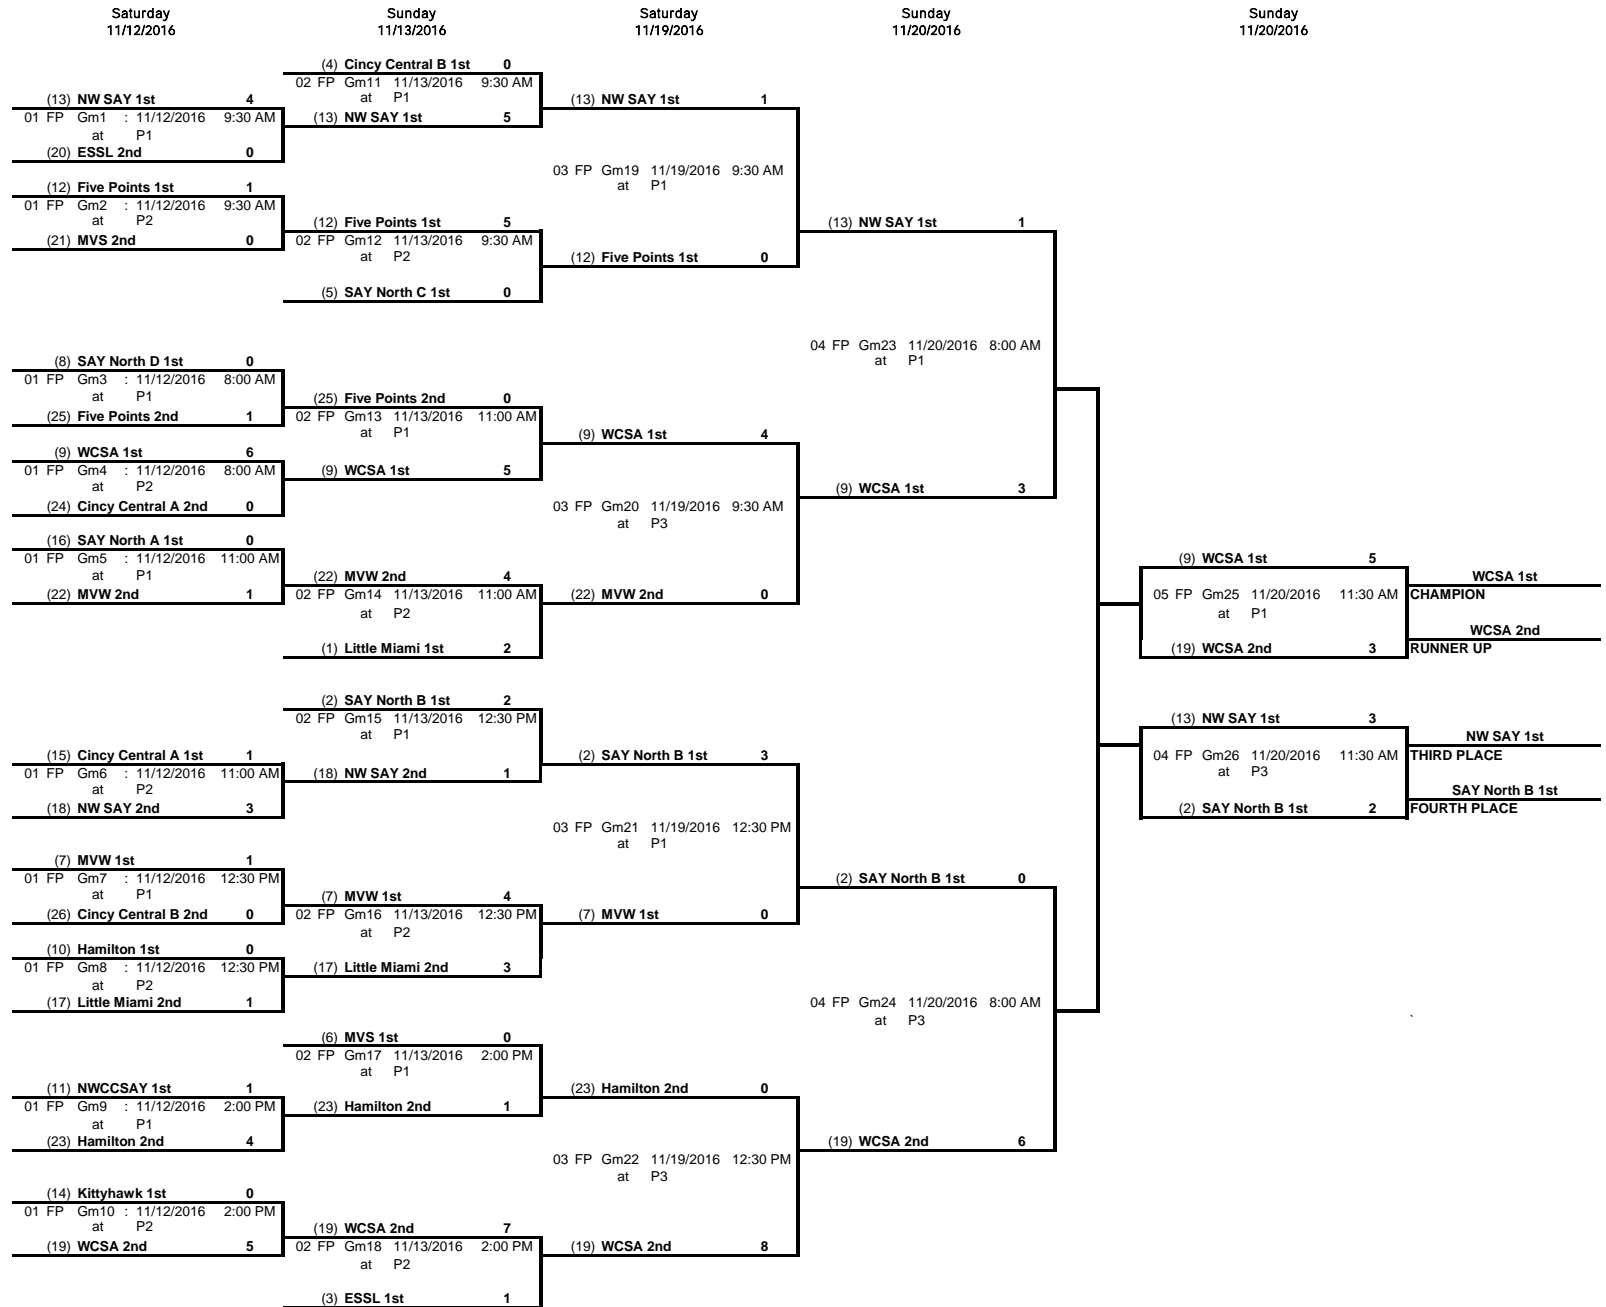 Saturday
11/12/2016
Sunday
11/13/2016
Saturday
11/19/2016
Sunday
11/20/2016
Sunday
11/20/2016
(13) NW SAY 1st 4
01 FP Gm1 : 11/12/2016 9:30 AM
at P1
(20) ESSL 2nd 0
(12) Five Points 1st 1
01 FP Gm2 : 11/12/2016 9:30 AM
at P2
(21) MVS 2nd 0
(8) SAY North D 1st 0
01 FP Gm3 : 11/12/2016 8:00 AM
at P1
(25) Five Points 2nd 1
(9) WCSA 1st 6
01 FP Gm4 : 11/12/2016 8:00 AM
at P2
(24) Cincy Central A 2nd 0
(16) SAY North A 1st 0
01 FP Gm5 : 11/12/2016 11:00 AM
at P1
(22) MVW 2nd 1
(15) Cincy Central A 1st 1
01 FP Gm6 : 11/12/2016 11:00 AM
at P2
(18) NW SAY 2nd 3
(7) MVW 1st 1
01 FP Gm7 : 11/12/2016 12:30 PM
at P1
(26) Cincy Central B 2nd 0
(10) Hamilton 1st 0
01 FP Gm8 : 11/12/2016 12:30 PM
at P2
(17) Little Miami 2nd 1
(11) NWCCSAY 1st 1
01 FP Gm9 : 11/12/2016 2:00 PM
at P1
(23) Hamilton 2nd 4
(14) Kittyhawk 1st 0
01 FP Gm10 : 11/12/2016 2:00 PM
at P2
(19) WCSA 2nd 5
(4) Cincy Central B 1st 0
02 FP Gm11 11/13/2016 9:30 AM
at P1
(13) NW SAY 1st 5
(12) Five Points 1st 5
02 FP Gm12 11/13/2016 9:30 AM
at P2
(5) SAY North C 1st 0
(25) Five Points 2nd 0
02 FP Gm13 11/13/2016 11:00 AM
at P1
(9) WCSA 1st 5
(22) MVW 2nd 4
02 FP Gm14 11/13/2016 11:00 AM
at P2
(1) Little Miami 1st 2
(2) SAY North B 1st 2
02 FP Gm15 11/13/2016 12:30 PM
at P1
(18) NW SAY 2nd 1
(7) MVW 1st 4
02 FP Gm16 11/13/2016 12:30 PM
at P2
(17) Little Miami 2nd 3
(6) MVS 1st 0
02 FP Gm17 11/13/2016 2:00 PM
at P1
(23) Hamilton 2nd 1
(19) WCSA 2nd 7
02 FP Gm18 11/13/2016 2:00 PM
at P2
(3) ESSL 1st 1
(13) NW SAY 1st 1
03 FP Gm19 11/19/2016 9:30 AM
at P1
(12) Five Points 1st 0
(9) WCSA 1st 4
03 FP Gm20 11/19/2016 9:30 AM
at P3
(22) MVW 2nd 0
(2) SAY North B 1st 3
03 FP Gm21 11/19/2016 12:30 PM
at P1
(7) MVW 1st 0
(23) Hamilton 2nd 0
03 FP Gm22 11/19/2016 12:30 PM
at P3
(19) WCSA 2nd 8
(13) NW SAY 1st 1
04 FP Gm23 11/20/2016 8:00 AM
at P1
(9) WCSA 1st 3
(2) SAY North B 1st 0
04 FP Gm24 11/20/2016 8:00 AM
at P3
(19) WCSA 2nd 6
(9) WCSA 1st 5
05 FP Gm25 11/20/2016 11:30 AM
at P1
(19) WCSA 2nd 3
WCSA 1st
CHAMPION
WCSA 2nd
RUNNER UP
(13) NW SAY 1st 3
04 FP Gm26 11/20/2016 11:30 AM
at P3
(2) SAY North B 1st 2
NW SAY 1st
THIRD PLACE
SAY North B 1st
FOURTH PLACE
`